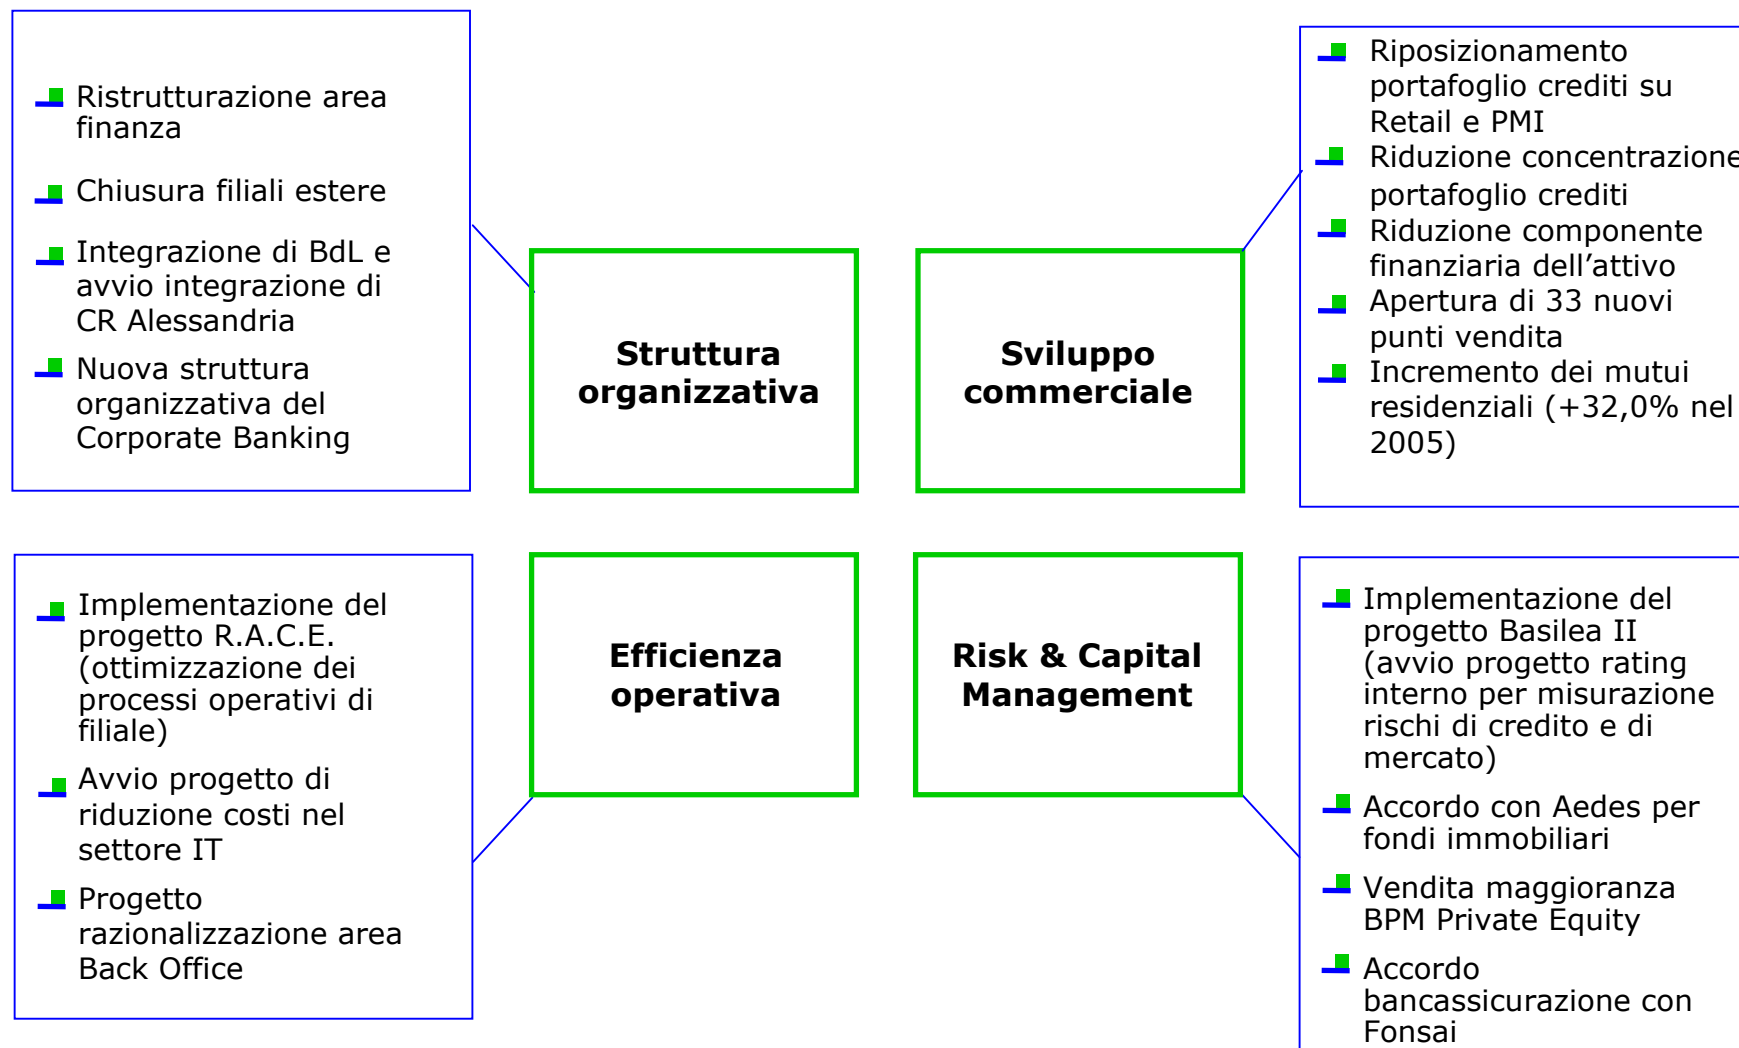 Ristrutturazione area
finanza
Chiusura filiali estere
Integrazione di BdL e
avvio integrazione di
CR Alessandria
Nuova struttura
organizzativa del
Corporate Banking
Struttura
organizzativa
Sviluppo
commerciale
Riposizionamento
portafoglio crediti su
Retail e PMI
Riduzione concentrazione
portafoglio crediti
Riduzione componente
finanziaria dell’attivo
Apertura di 33 nuovi
punti vendita
Incremento dei mutui
residenziali (+32,0% nel
2005)
Implementazione del
progetto R.A.C.E.
(ottimizzazione dei
processi operativi di
filiale)
Avvio progetto di
riduzione costi nel
settore IT
Progetto
razionalizzazione area
Back Office
Efficienza
operativa
Risk & Capital
Management
Implementazione del
progetto Basilea II
(avvio progetto rating
interno per misurazione
rischi di credito e di
mercato)
Accordo con Aedes per
fondi immobiliari
Vendita maggioranza
BPM Private Equity
Accordo
bancassicurazione con
Fonsai